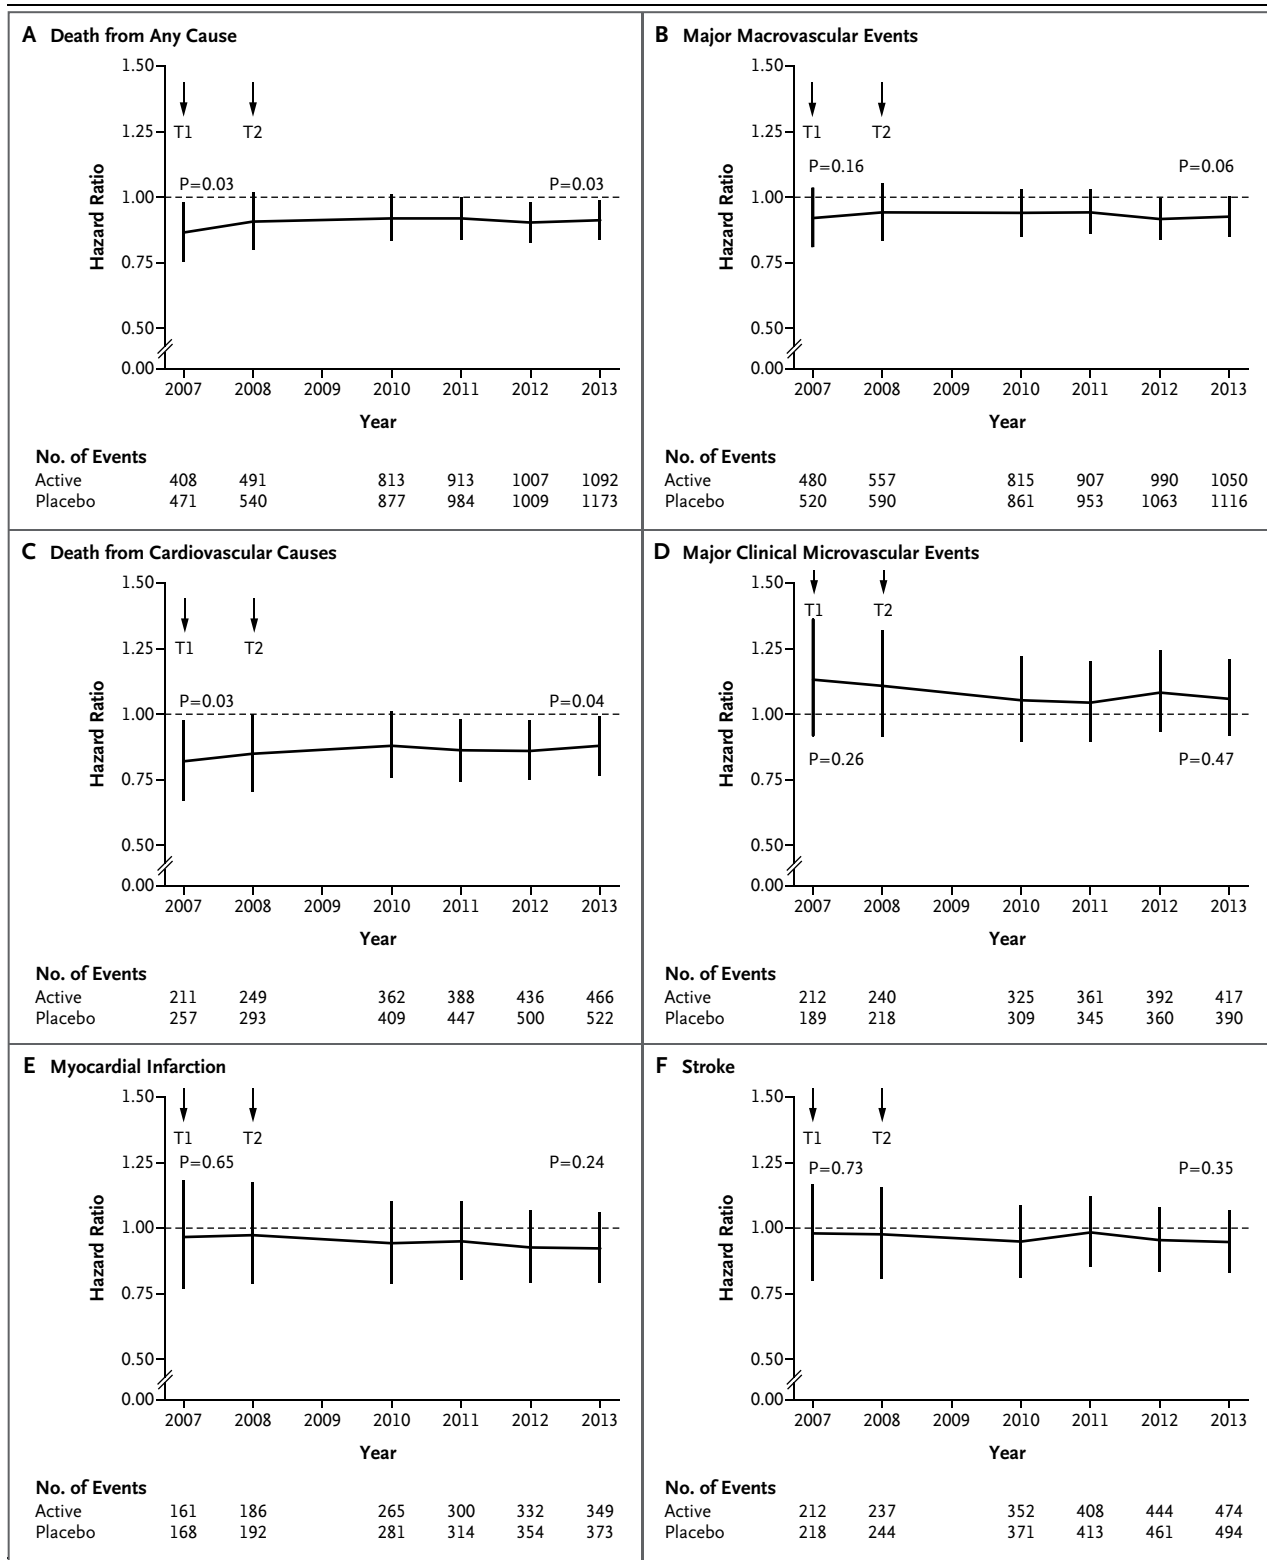 A Death from Any Cause
1.50
1.25
1.00
0.75
0.50
0.00
Hazard Ratio
T1 T2
P=0.03 P=0.03
2007 2008 2009 2010 2011 2012 2013
Year
No. of Events
Active 408 491 813 913 1007 1092
Placebo 471 540 877 984 1009 1173
B Major Macrovascular Events
1.50
1.25
1.00
0.75
0.50
0.00
Hazard Ratio
T1 T2
P=0.16 P=0.06
2007 2008 2009 2010 2011 2012 2013
Year
No. of Events
Active 480 557 815 907 990 1050
Placebo 520 590 861 953 1063 1116
C Death from Cardiovascular Causes
1.50
1.25
1.00
0.75
0.50
0.00
Hazard Ratio
T1 T2
P=0.03 P=0.04
2007 2008 2009 2010 2011 2012 2013
Year
No. of Events
Active 211 249 362 388 436 466
Placebo 257 293 409 447 500 522
D Major Clinical Microvascular Events
1.50
1.25
1.00
0.75
0.50
0.00
Hazard Ratio
T1 T2
P=0.26 P=0.47
2007 2008 2009 2010 2011 2012 2013
Year
No. of Events
Active 212 240 325 361 392 417
Placebo 189 218 309 345 360 390
E Myocardial Infarction
1.50
1.25
1.00
0.75
0.50
0.00
Hazard Ratio
T1 T2
P=0.65 P=0.24
2007 2008 2009 2010 2011 2012 2013
Year
No. of Events
Active 161 186 265 300 332 349
Placebo 168 192 281 314 354 373
F Stroke
1.50
1.25
1.00
0.75
0.50
0.00
Hazard Ratio
T1 T2
P=0.73 P=0.35
2007 2008 2009 2010 2011 2012 2013
Year
No. of Events
Active 212 237 352 408 444 474
Placebo 218 244 371 413 461 494